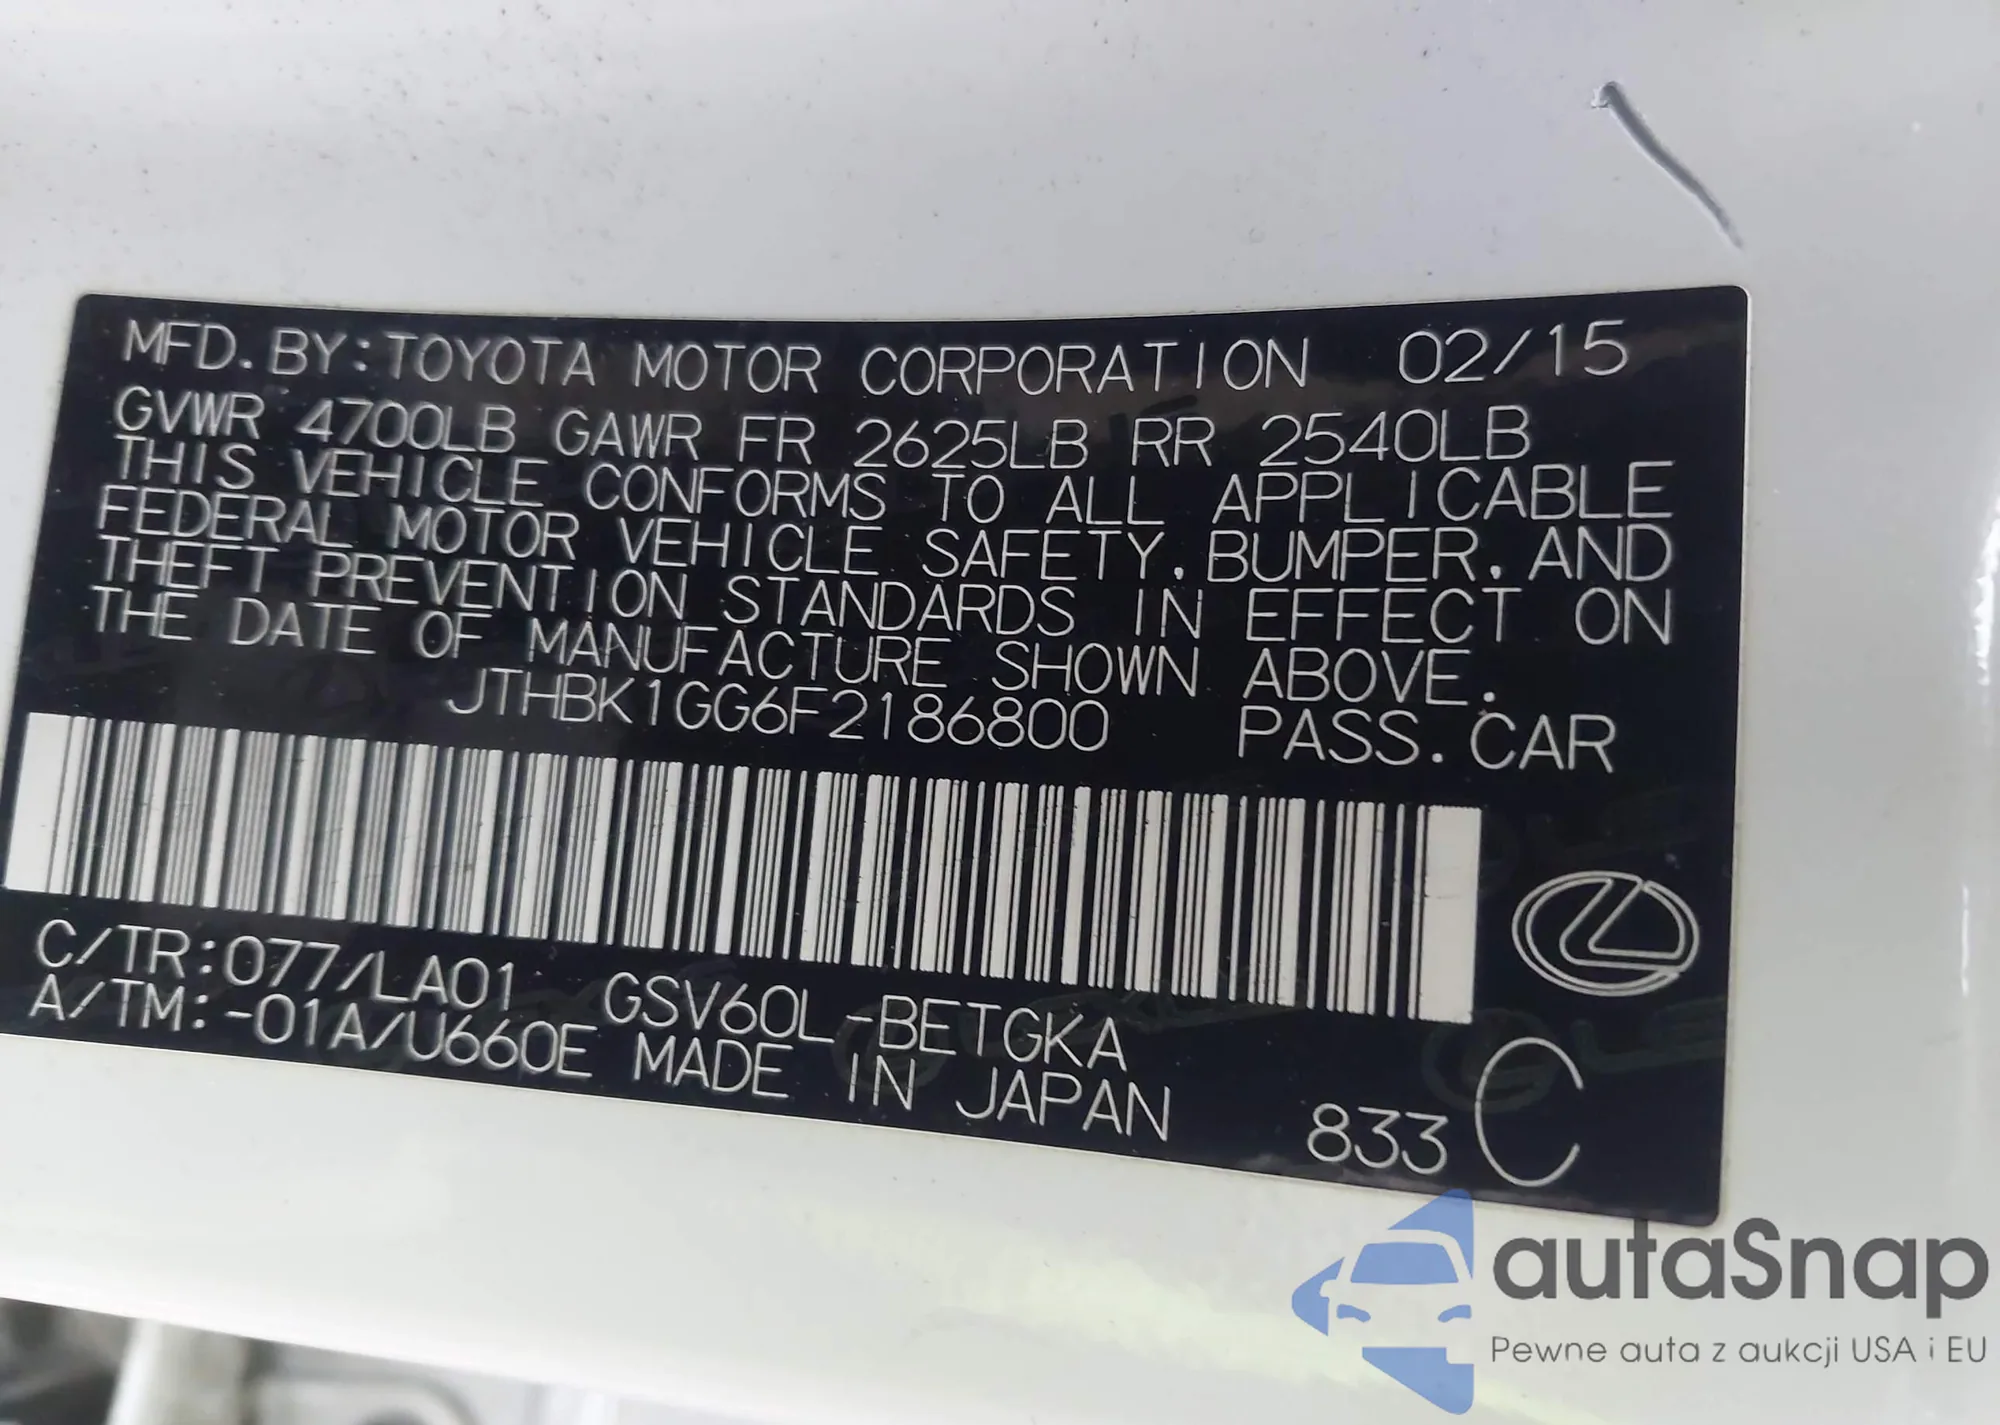 MFD. BY: TOYOTA MOTOR CORPORATION 02/15
GVWR 4700LB GAWR FR 2625LB RR 2540LB
THIS VEHICLE CONFORMS TO ALL APPLICABLE
FEDERAL MOTOR VEHICLE SAFETY, BUMPER, AND
THEFT PREVENTION STANDARDS IN EFFECT ON
THE DATE OF MANUFACTURE SHOWN ABOVE.
JTHBK1GG6F2186800 PASS. CAR
C/TR:077/LA01 GSV60L-BETGKA
A/TM:-01A/U660E MADE IN JAPAN
833C
autaSnap
Pewne auta z aukcji USA i EU